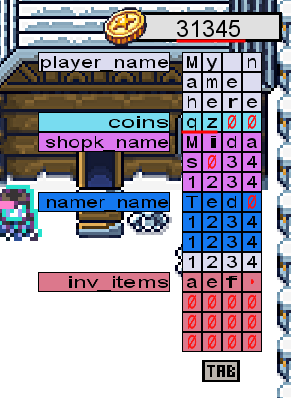 31345
player_name My n
ame
here
coins qz00
shopk_name Mida
s034
1234
namer_name Ted0
1234
1234
1234
inv_items aef
0000
0000
0000
TAB